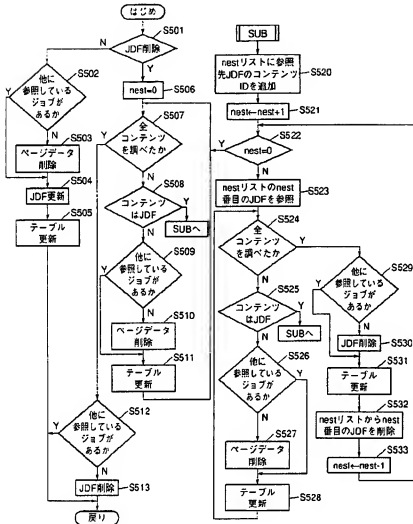 はじめ
S501
JDF削除
N
Y
S502
他に
参照している
ジョブが
あるか
Y
N
S503
ページデータ
削除
S504
JDF更新
S505
テーブル
更新
S506
nest=0
S507
全
コンテンツ
を調べたか
Y
N
S508
コンテンツ
はJDF
Y
SUBへ
N
S509
他に
参照している
ジョブが
あるか
Y
N
S510
ページデータ
削除
S511
テーブル
更新
S512
他に
参照している
ジョブが
あるか
Y
N
S513
JDF削除
戻り
SUB
S520
nestリストに参照
先JDFのコンテンツ
IDを追加
S521
nest←nest+1
S522
nest=0
Y
N
S523
nestリストのnest
番目のJDFを参照
S524
全
コンテンツ
を調べたか
Y
N
S525
コンテンツ
はJDF
Y
SUBへ
N
S526
他に
参照している
ジョブが
あるか
Y
N
S527
ページデータ
削除
S528
テーブル
更新
S529
他に
参照している
ジョブが
あるか
Y
N
S530
JDF削除
S531
テーブル
更新
S532
nestリストからnest
番目のJDFを削除
S533
nest←nest-1